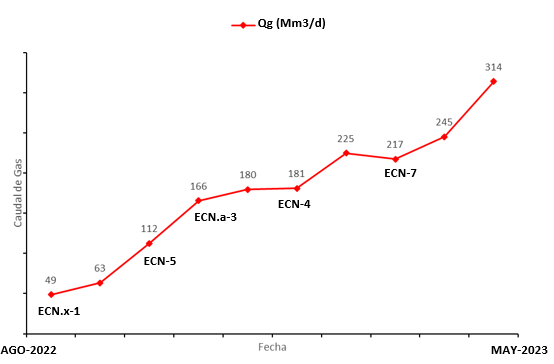 Qg (Mm3/d)
314
245
225
217
180
181
166
ECN-7
ECN-4
ECN.a-3
112
ECN-5
63
49
ECN.x-1
Caudal de Gas
AGO-2022
Fecha
MAY-2023